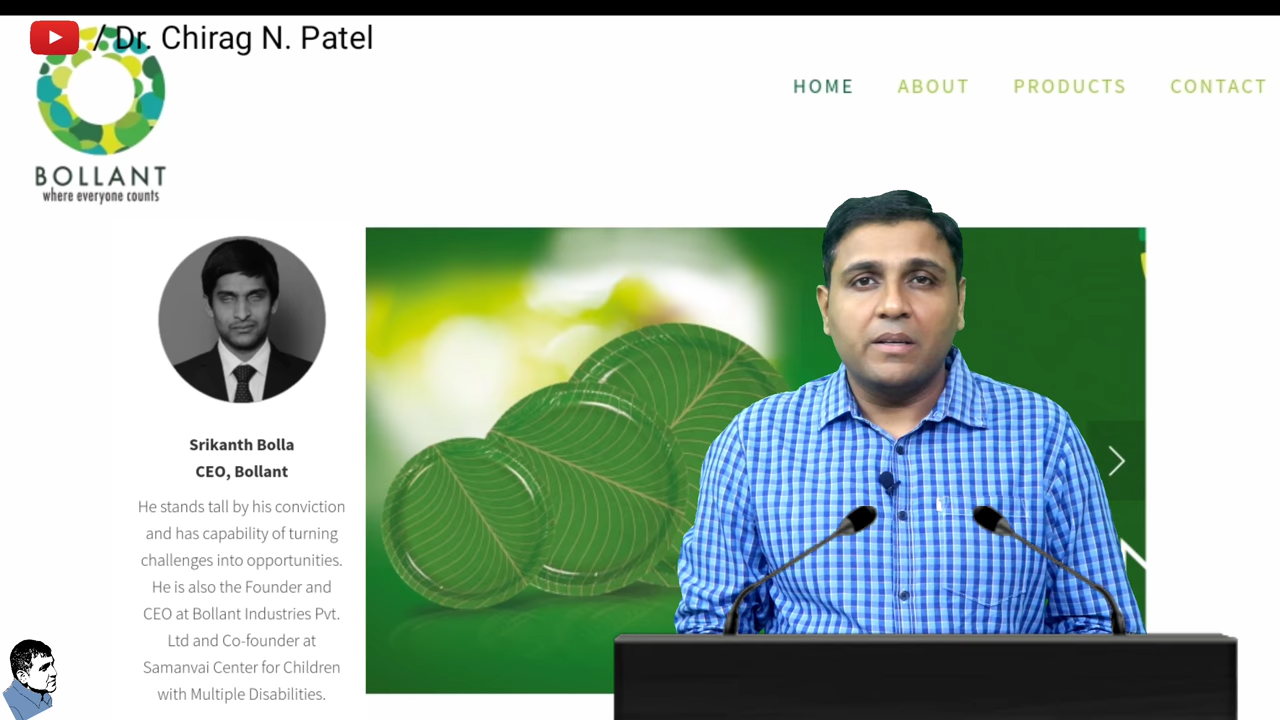 / Dr. Chirag N. Patel
BOLLANT
where everyone counts
HOME ABOUT PRODUCTS CONTACT
Srikanth Bolla
CEO, Bollant
He stands tall by his conviction
and has capability of turning
challenges into opportunities.
He is also the Founder and
CEO at Bollant Industries Pvt.
Ltd and Co-founder at
Samanvai Center for Children
with Multiple Disabilities.